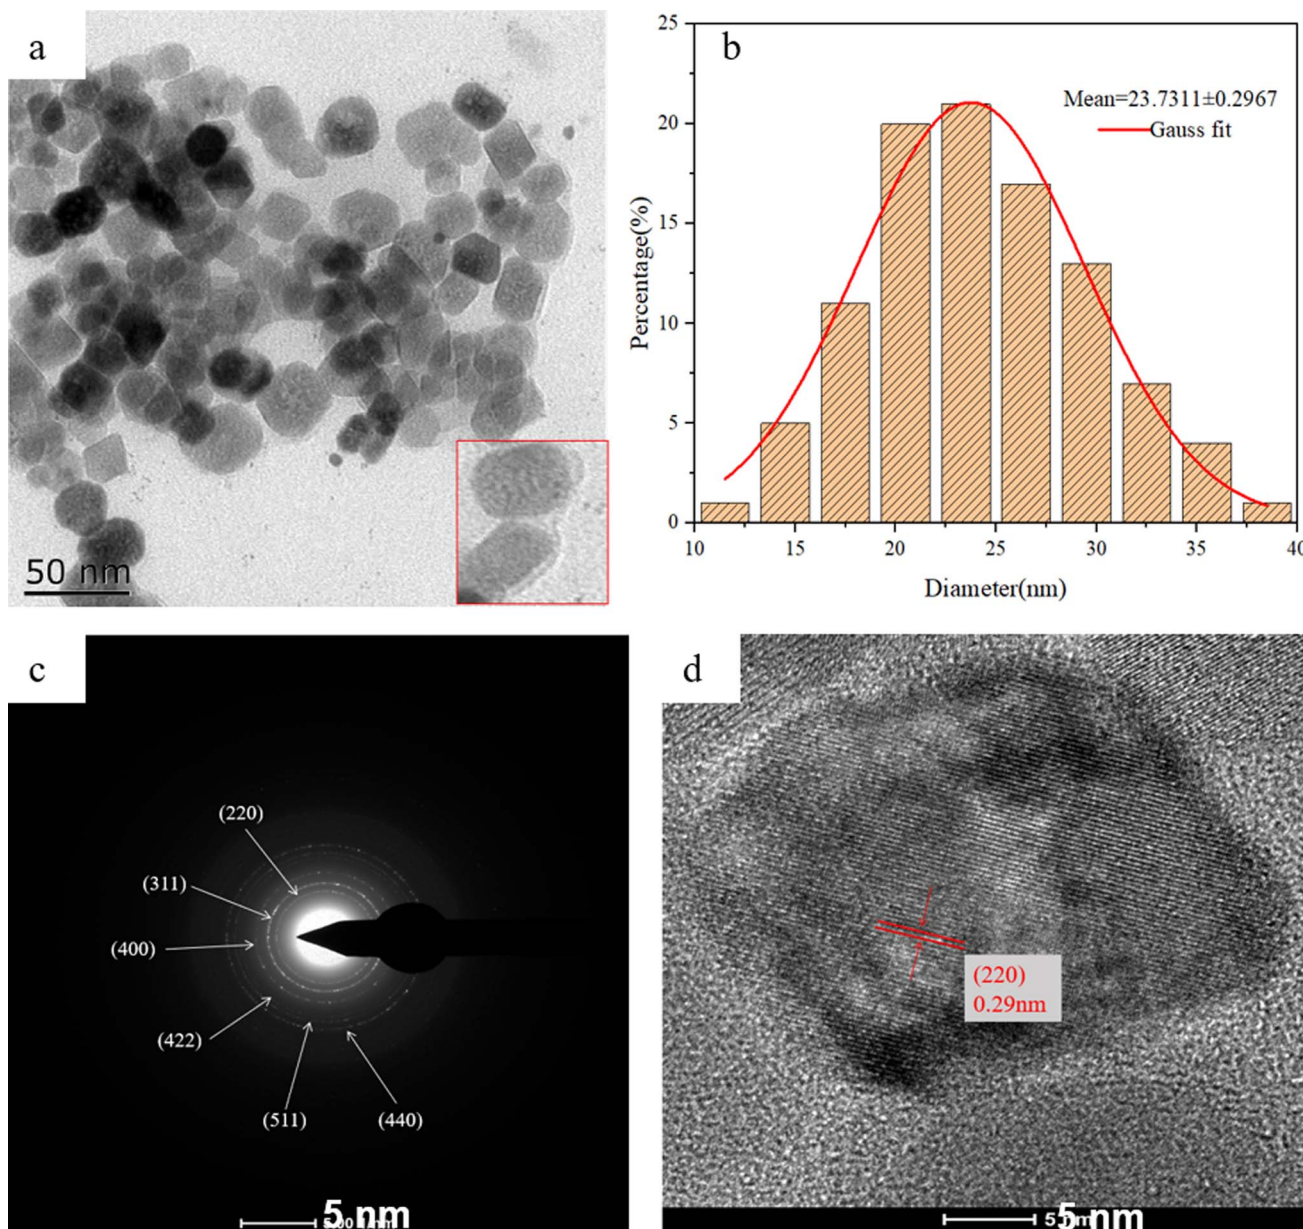 a
50 nm
b
25
20
15
10
5
0
Percentage(%)
Mean=23.7311±0.2967
Gauss fit
10 15 20 25 30 35 40
Diameter(nm)
c
(220)
(311)
(400)
(422)
(511)
(440)
5 nm
d
(220)
0.29nm
5 nm